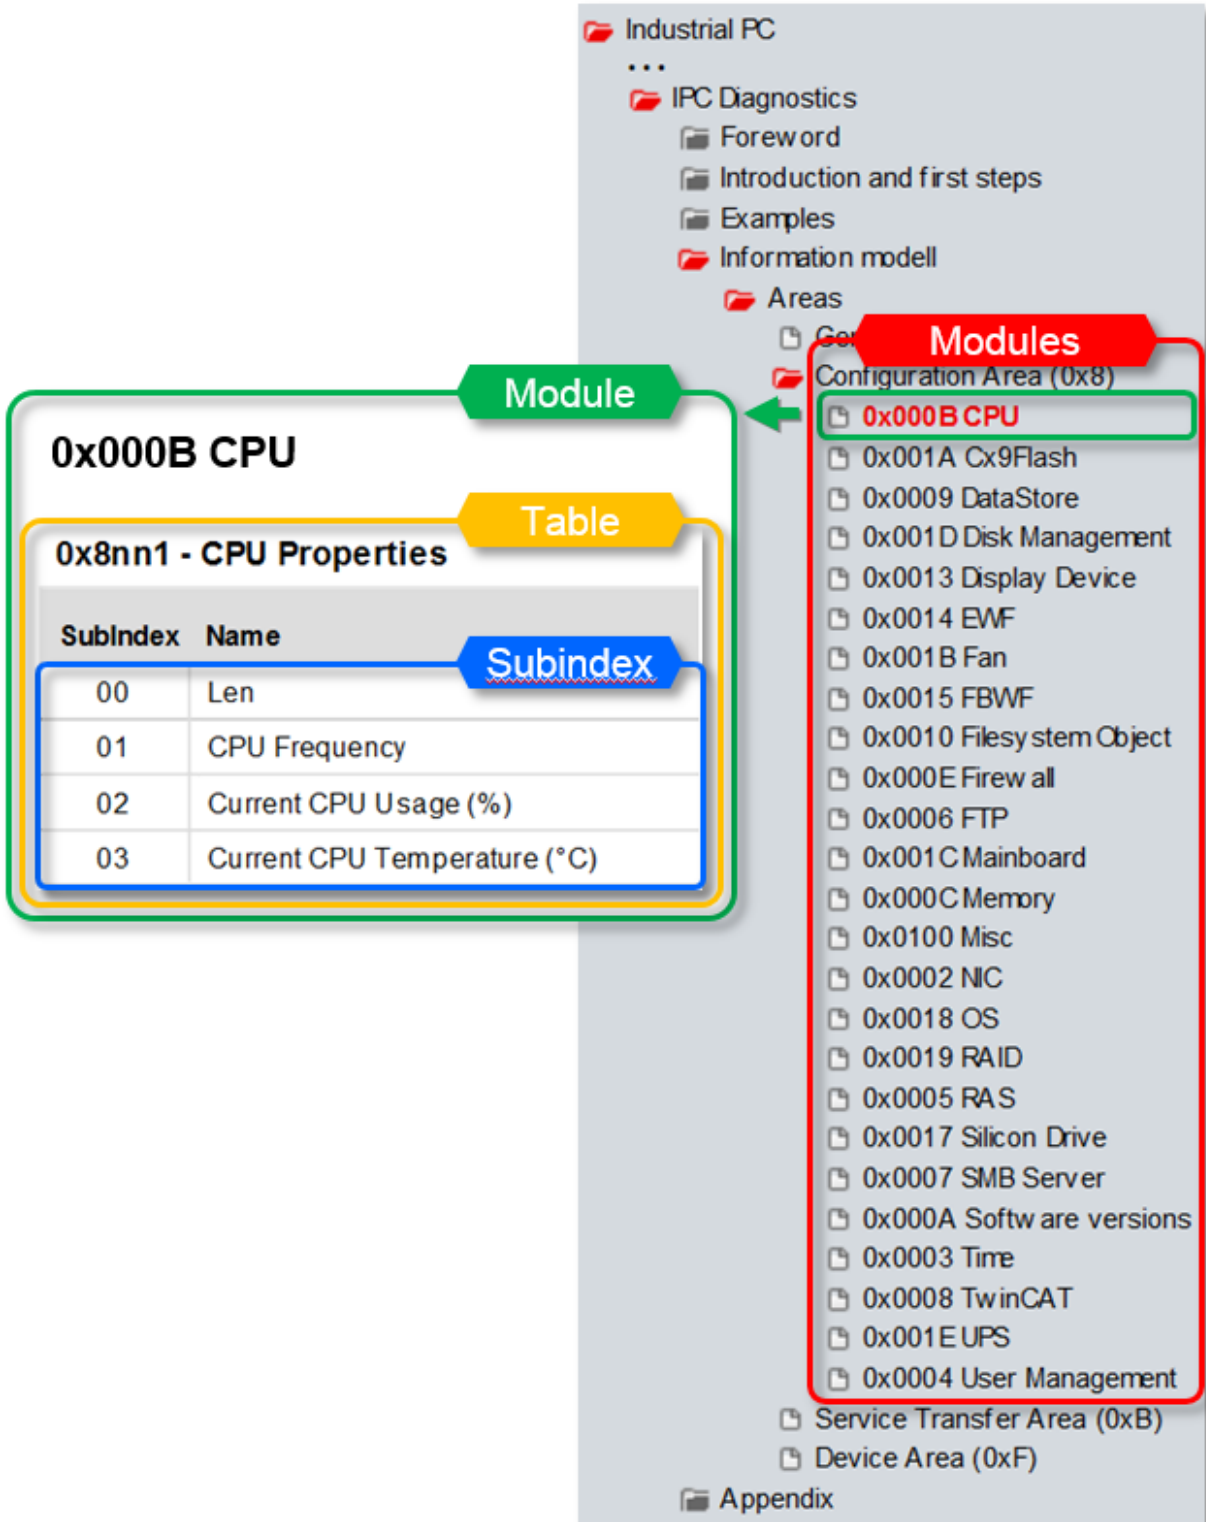 Industrial PC
...
IPC Diagnostics
Foreword
Introduction and first steps
Examples
Information modell
Areas
Modules
Configuration Area (0x8)
0x000B CPU
0x001A Cx9Flash
0x0009 DataStore
0x001D Disk Management
0x0013 Display Device
0x0014 EWF
0x001B Fan
0x0015 FBWF
0x0010 Filesystem Object
0x000E Firewall
0x0006 FTP
0x001C Mainboard
0x000C Memory
0x0100 Misc
0x0002 NIC
0x0018 OS
0x0019 RAID
0x0005 RAS
0x0017 Silicon Drive
0x0007 SMB Server
0x000A Software versions
0x0003 Time
0x0008 TwinCAT
0x001E UPS
0x0004 User Management
Service Transfer Area (0xB)
Device Area (0xF)
Appendix
Module
0x000B CPU
Table
0x8nn1 - CPU Properties
SubIndex Name
Subindex
00 Len
01 CPU Frequency
02 Current CPU Usage (%)
03 Current CPU Temperature (°C)